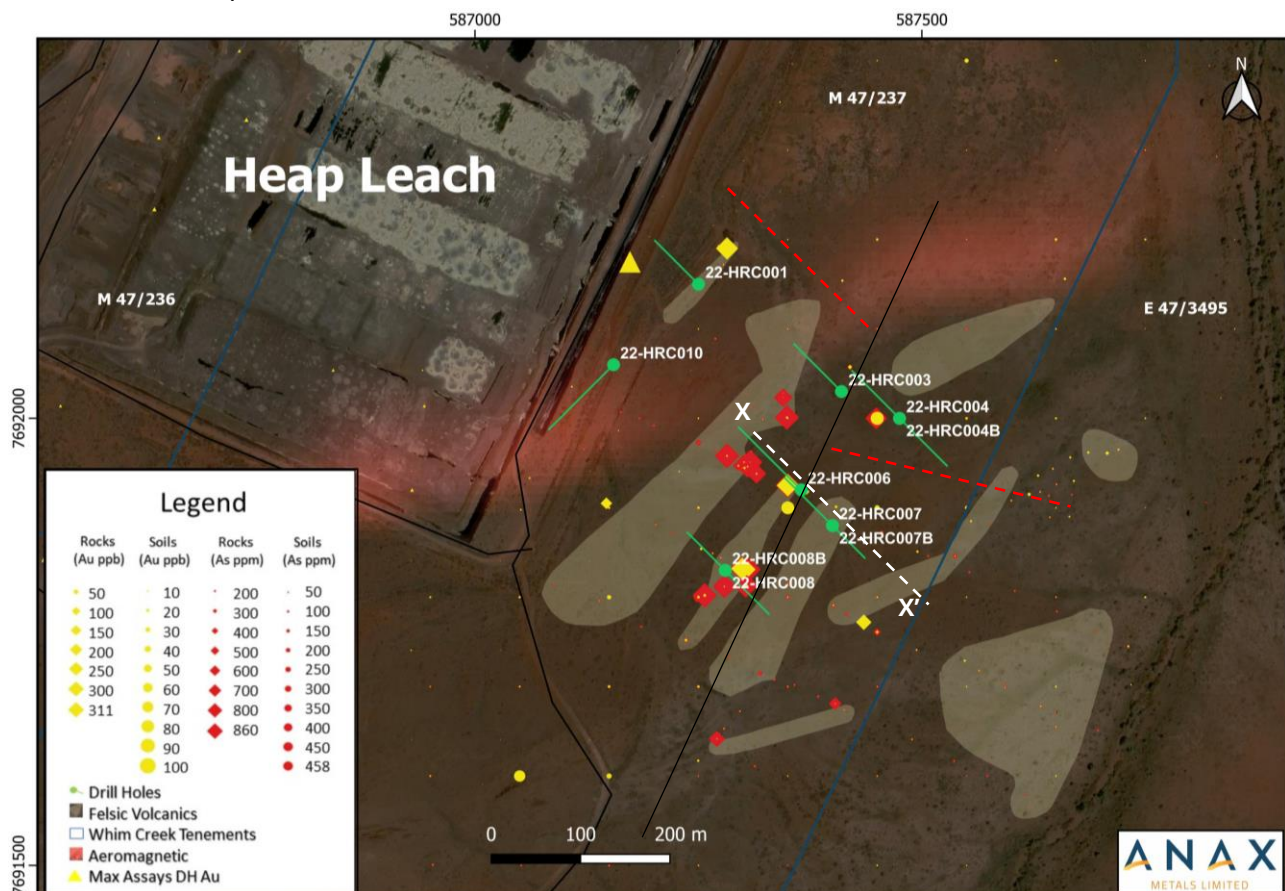 587000
587500
N
M 47/237
Heap Leach
22-HRC001
E 47/3495
M 47/236
22-HRC010
22-HRC003
7692000
X
22-HRC004
22-HRC004B
22-HRC006
22-HRC007
22-HRC007B
22-HRC008B
22-HRC008
X'
Legend
Rocks (Au ppb)
50
100
150
200
250
300
311
Soils (Au ppb)
10
20
30
40
50
60
70
80
90
100
Rocks (As ppm)
200
300
400
500
600
700
800
860
Soils (As ppm)
50
100
150
200
250
300
350
400
450
458
Drill Holes
Felsic Volcanics
Whim Creek Tenements
Aeromagnetic
Max Assays DH Au
0 100 200 m
7691500
ANAX
METALS LIMITED